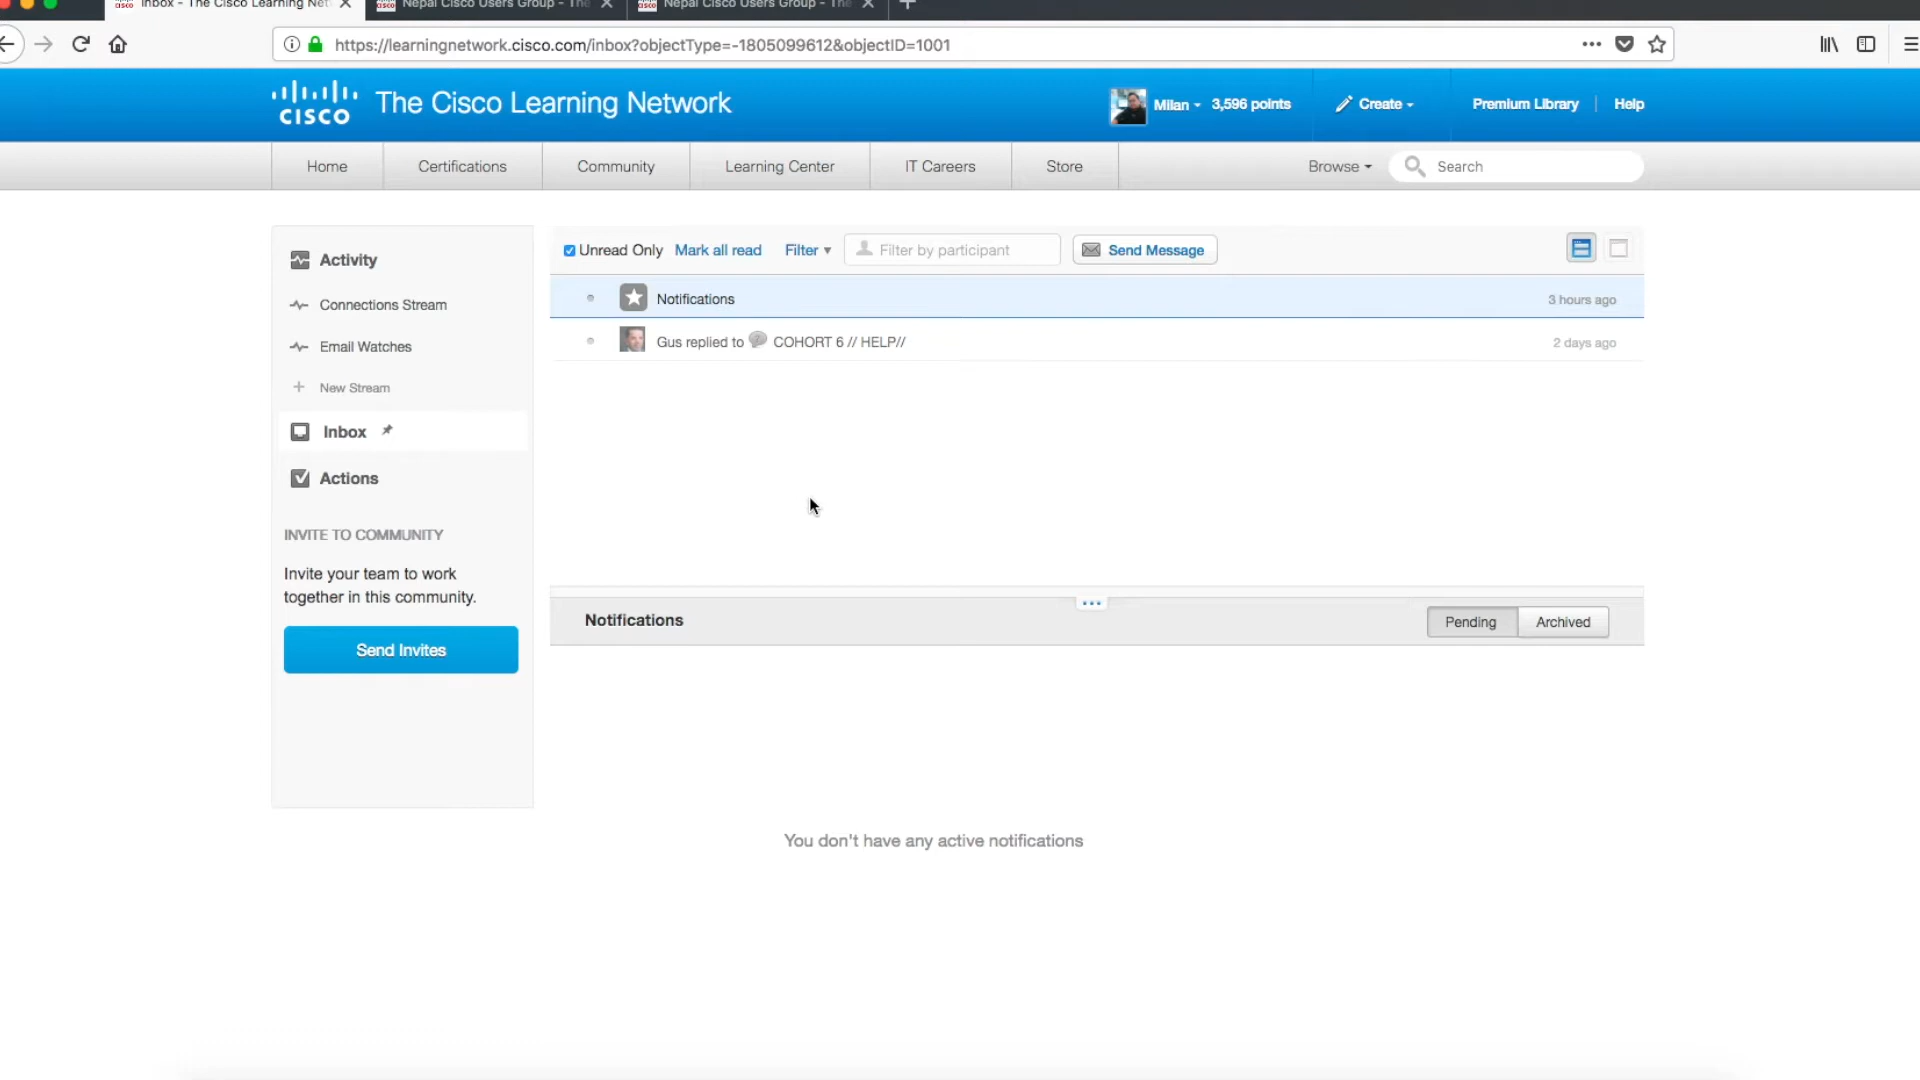 Inbox - The Cisco Learning Net
Nepal Cisco Users Group - The
Nepal Cisco Users Group - The
https://learningnetwork.cisco.com/inbox?objectType=-1805099612&objectID=1001
CISCO
The Cisco Learning Network
Milan
3,596 points
Create
Premium Library
Help
Home
Certifications
Community
Learning Center
IT Careers
Store
Browse
Search
Activity
Connections Stream
Email Watches
New Stream
Inbox
Actions
INVITE TO COMMUNITY
Invite your team to work
together in this community.
Send Invites
Unread Only
Mark all read
Filter
Filter by participant
Send Message
Notifications
3 hours ago
Gus replied to COHORT 6 // HELP//
2 days ago
Notifications
Pending
Archived
You don't have any active notifications